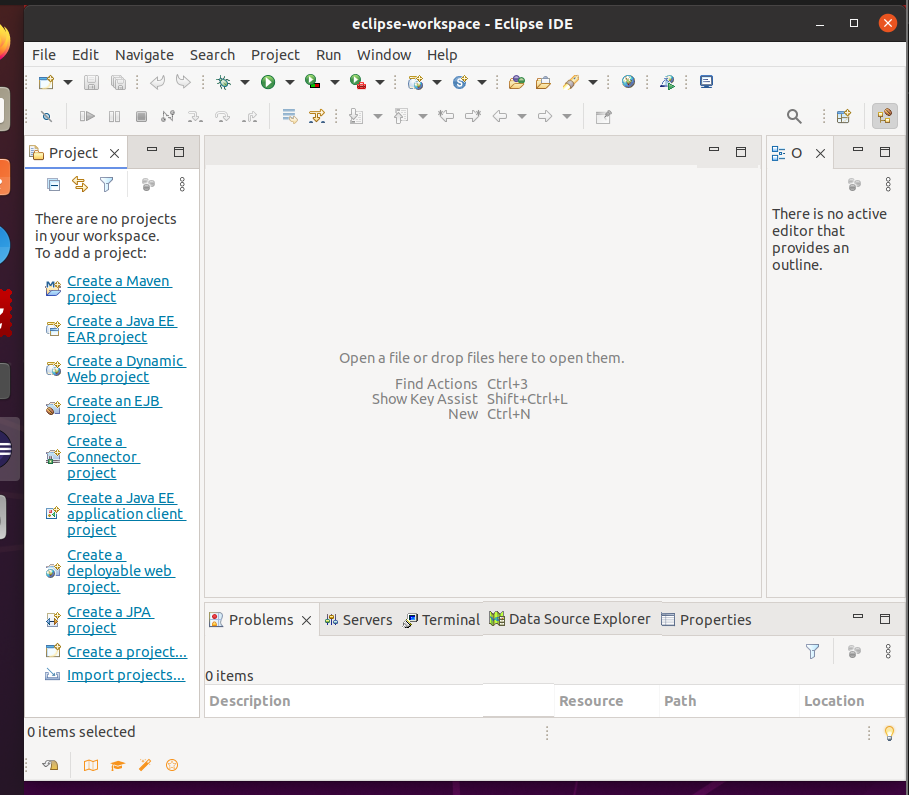 eclipse-workspace - Eclipse IDE
File Edit Navigate Search Project Run Window Help
Project
There are no projects
in your workspace.
To add a project:
Create a Maven
project
Create a Java EE
EAR project
Create a Dynamic
Web project
Create an EJB
project
Create a
Connector
project
Create a Java EE
application client
project
Create a
deployable web
project.
Create a JPA
project
Create a project...
Import projects...
Open a file or drop files here to open them.
Find Actions Ctrl+3
Show Key Assist Shift+Ctrl+L
New Ctrl+N
O
There is no active
editor that
provides an
outline.
Problems Servers Terminal Data Source Explorer Properties
0 items
Description Resource Path Location
0 items selected